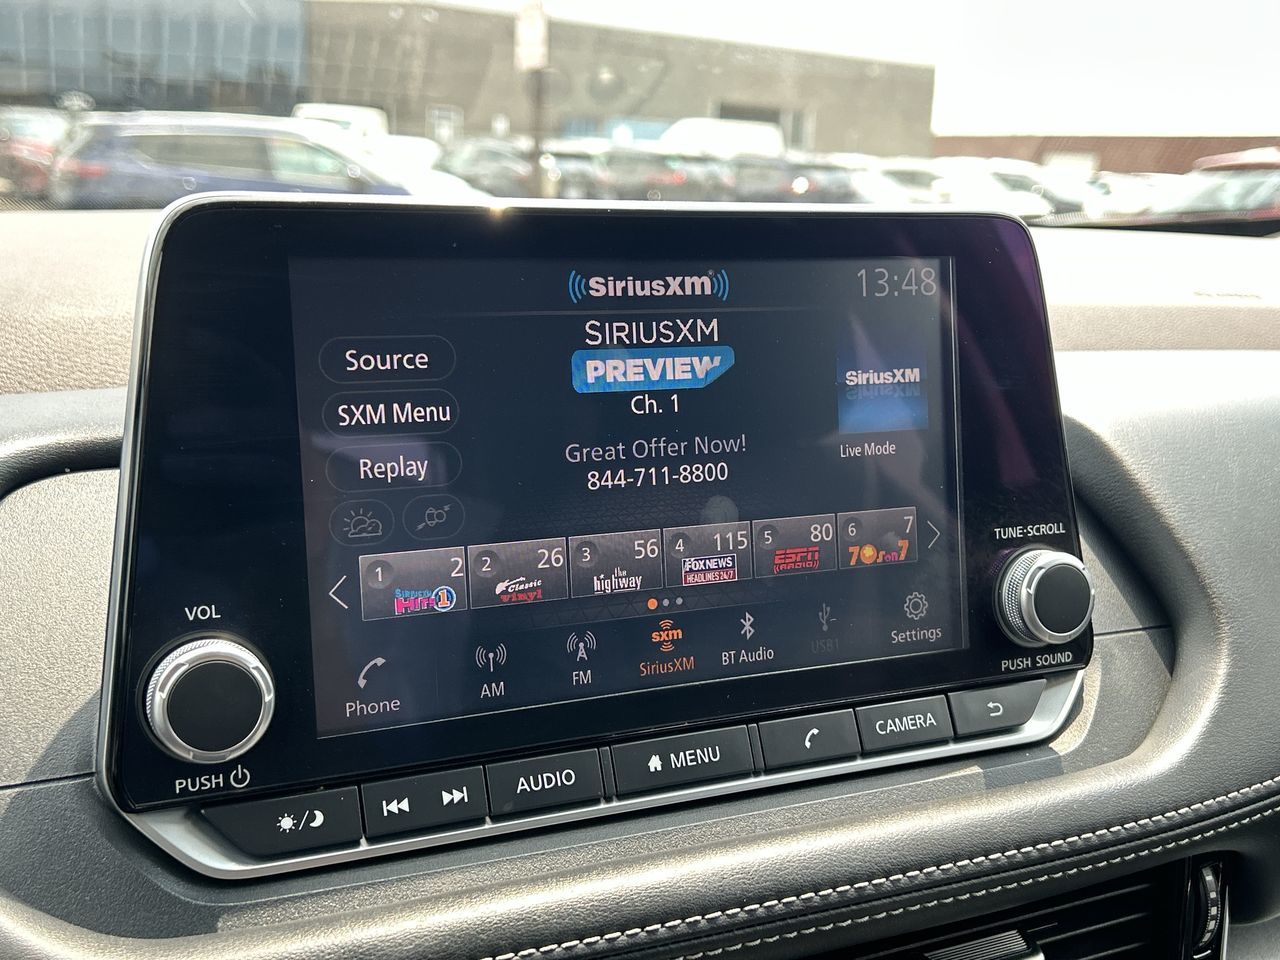 SiriusXM
13:48
SIRIUSXM
PREVIEW
Ch. 1
Great Offer Now!
844-711-8800
Source
SXM Menu
Replay
SiriusXM
Live Mode
1 2
SIRIUSXM HITS 1
2 26
Classic Vinyl
3 56
the highway
4 115
FOX NEWS
HEADLINES 24/7
5 80
ESPN
RADIO
6 7
70s on 7
Phone
AM
FM
sxm
SiriusXM
BT Audio
USB1
Settings
VOL
PUSH
TUNE·SCROLL
PUSH SOUND
AUDIO
MENU
CAMERA